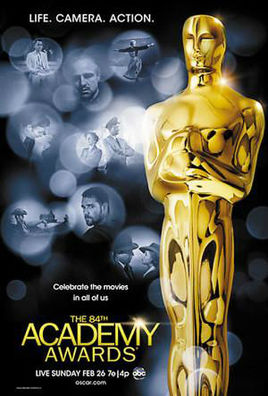 LIFE. CAMERA. ACTION.
Celebrate the movies
in all of us
THE 84TH
ACADEMY
AWARDS
LIVE SUNDAY FEB 26 7e|4p abc
oscar.com